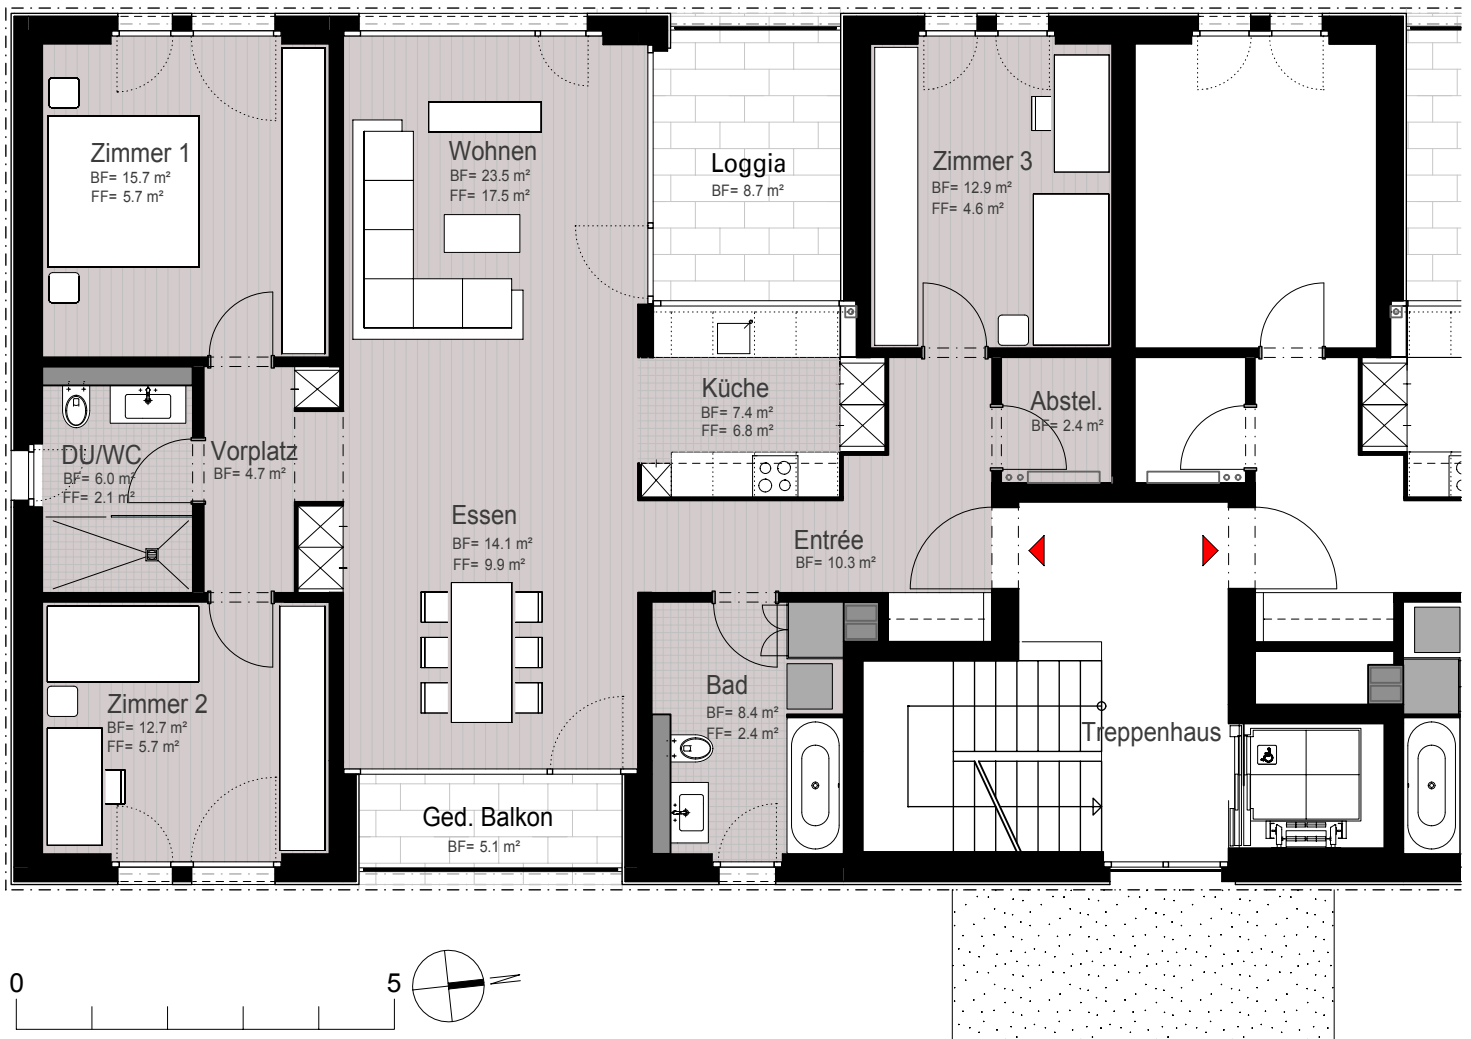 Zimmer 1
BF= 15.7 m²
FF= 5.7 m²
Wohnen
BF= 23.5 m²
FF= 17.5 m²
Loggia
BF= 8.7 m²
Zimmer 3
BF= 12.9 m²
FF= 4.6 m²
Küche
BF= 7.4 m²
FF= 6.8 m²
Abstel.
BF= 2.4 m²
DU/WC
BF= 6.0 m²
FF= 2.1 m²
Vorplatz
BF= 4.7 m²
Essen
BF= 14.1 m²
FF= 9.9 m²
Entrée
BF= 10.3 m²
Zimmer 2
BF= 12.7 m²
FF= 5.7 m²
Bad
BF= 8.4 m²
FF= 2.4 m²
Treppenhaus
Ged. Balkon
BF= 5.1 m²
0 5
N